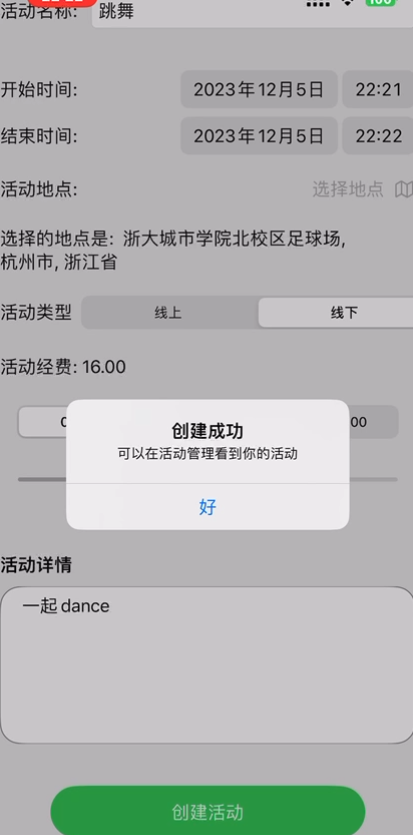 活动名称: 跳舞
100
开始时间: 2023年12月5日 22:21
结束时间: 2023年12月5日 22:22
活动地点: 选择地点
选择的地点是: 浙大城市学院北校区足球场,
杭州市, 浙江省
活动类型 线上 线下
活动经费: 16.00
0 00
创建成功
可以在活动管理看到你的活动
好
活动详情
一起 dance
创建活动